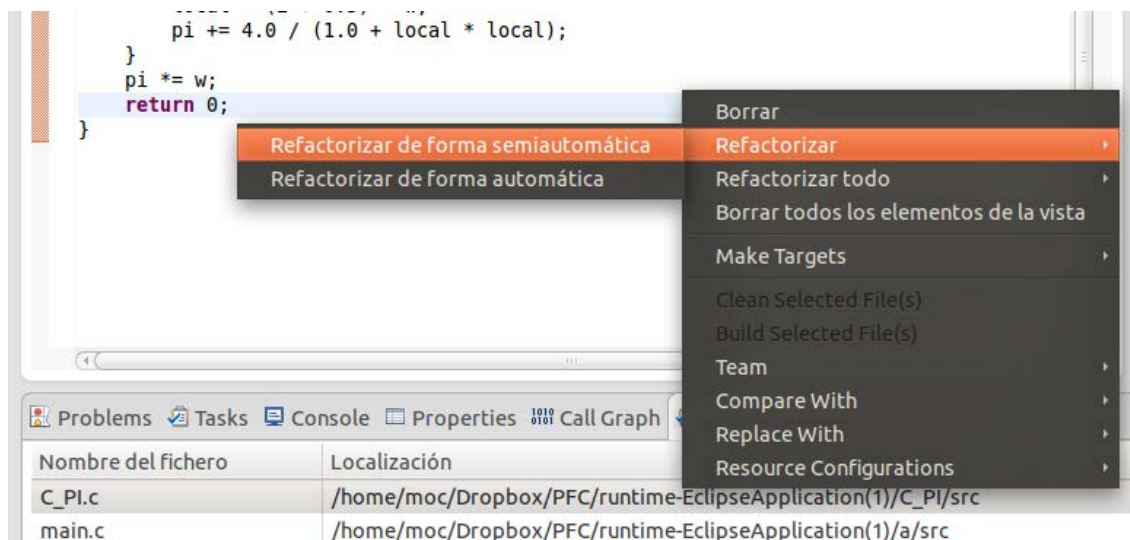 pi += 4.0 / (1.0 + local * local);
}
pi *= w;
return 0;
}
Borrar
Refactorizar
Refactorizar todo
Borrar todos los elementos de la vista
Make Targets
Clean Selected File(s)
Build Selected File(s)
Team
Compare With
Replace With
Resource Configurations
Refactorizar de forma semiautomática
Refactorizar de forma automática
Problems Tasks Console Properties Call Graph
Nombre del fichero Localización
C_PI.c /home/moc/Dropbox/PFC/runtime-EclipseApplication(1)/C_PI/src
main.c /home/moc/Dropbox/PFC/runtime-EclipseApplication(1)/a/src